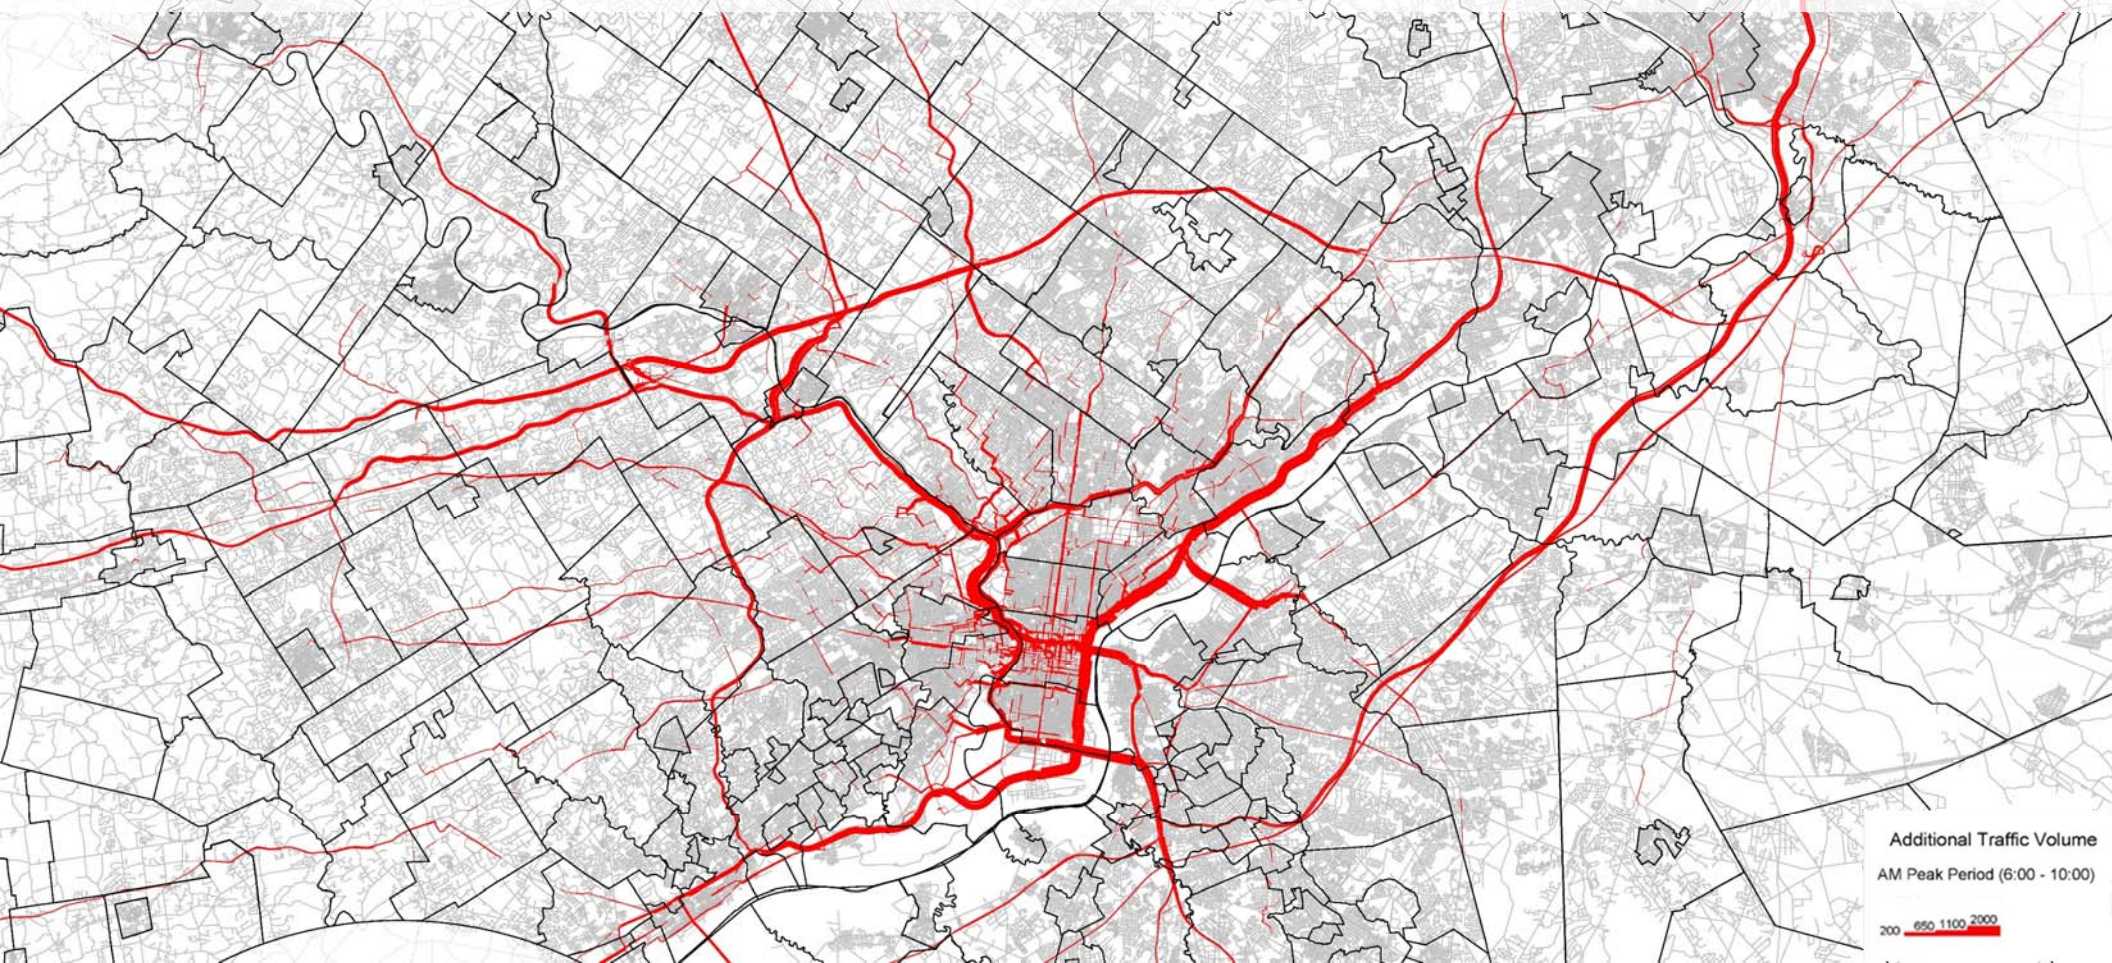 Additional Traffic Volume
AM Peak Period (6:00 - 10:00)
200 650 1100 2000